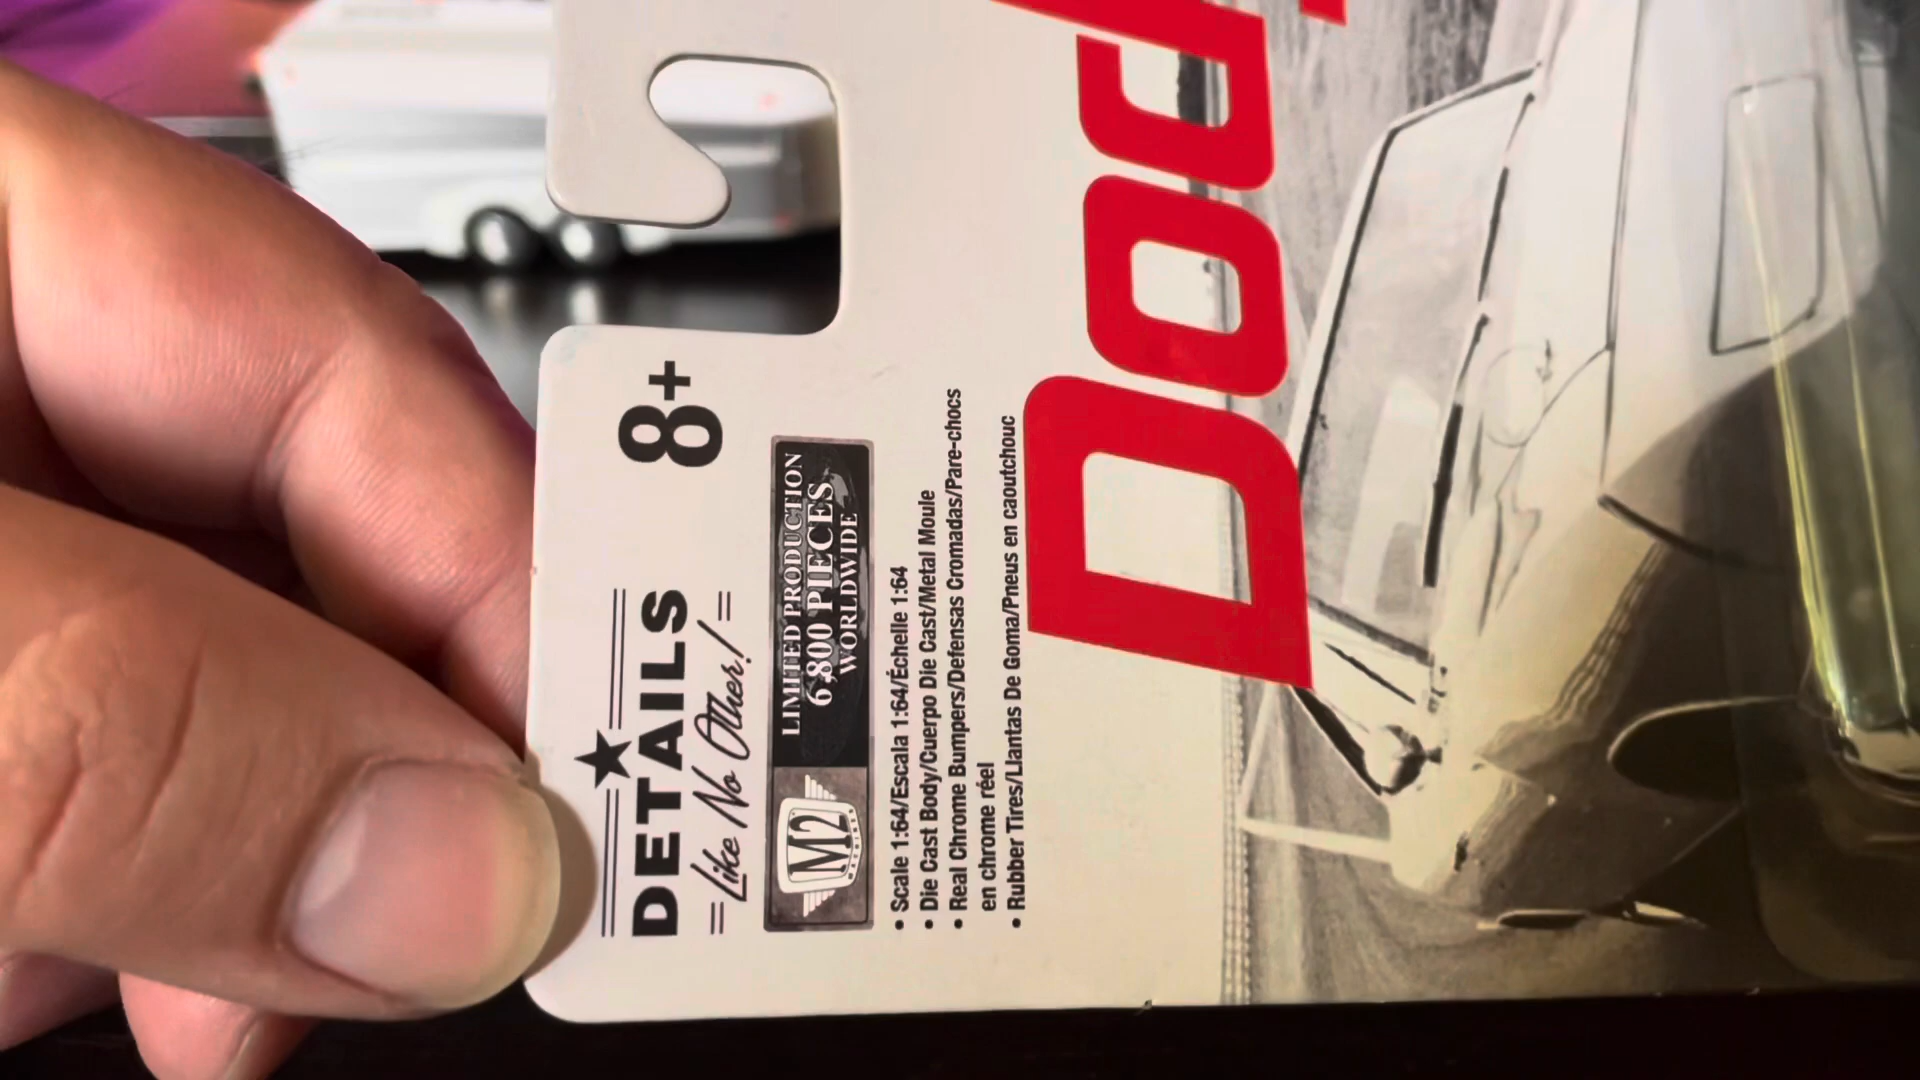 8+
DETAILS
Like No Other!
M2
MACHINES
LIMITED PRODUCTION
6,800 PIECES
WORLDWIDE
• Scale 1:64/Escala 1:64/Échelle 1:64
• Die Cast Body/Cuerpo Die Cast/Metal Moule
• Real Chrome Bumpers/Defensas Cromadas/Pare-chocs
en chrome réel
• Rubber Tires/Llantas De Goma/Pneus en caoutchouc